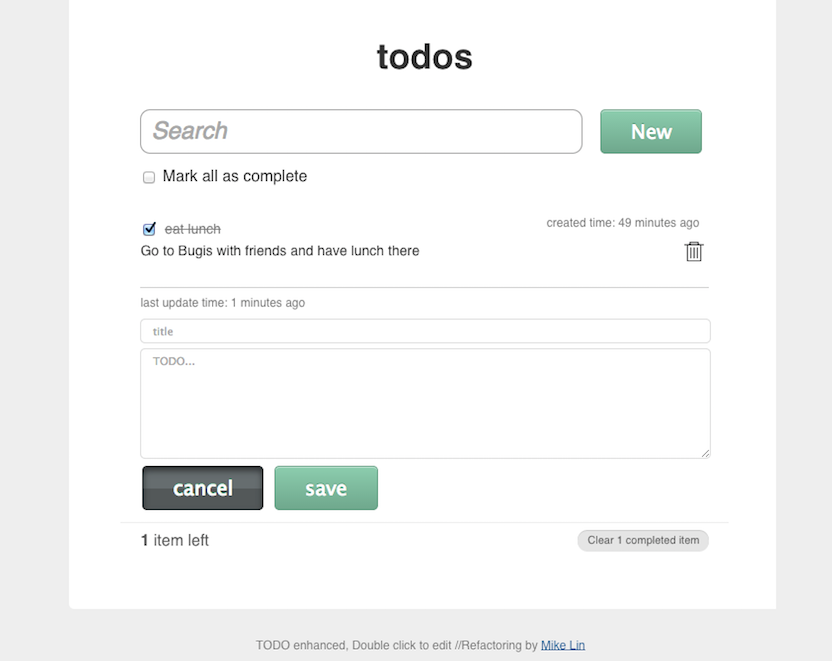 todos
Search
New
Mark all as complete
eat lunch
created time: 49 minutes ago
Go to Bugis with friends and have lunch there
last update time: 1 minutes ago
title
TODO...
cancel
save
1 item left
Clear 1 completed item
TODO enhanced, Double click to edit //Refactoring by Mike Lin